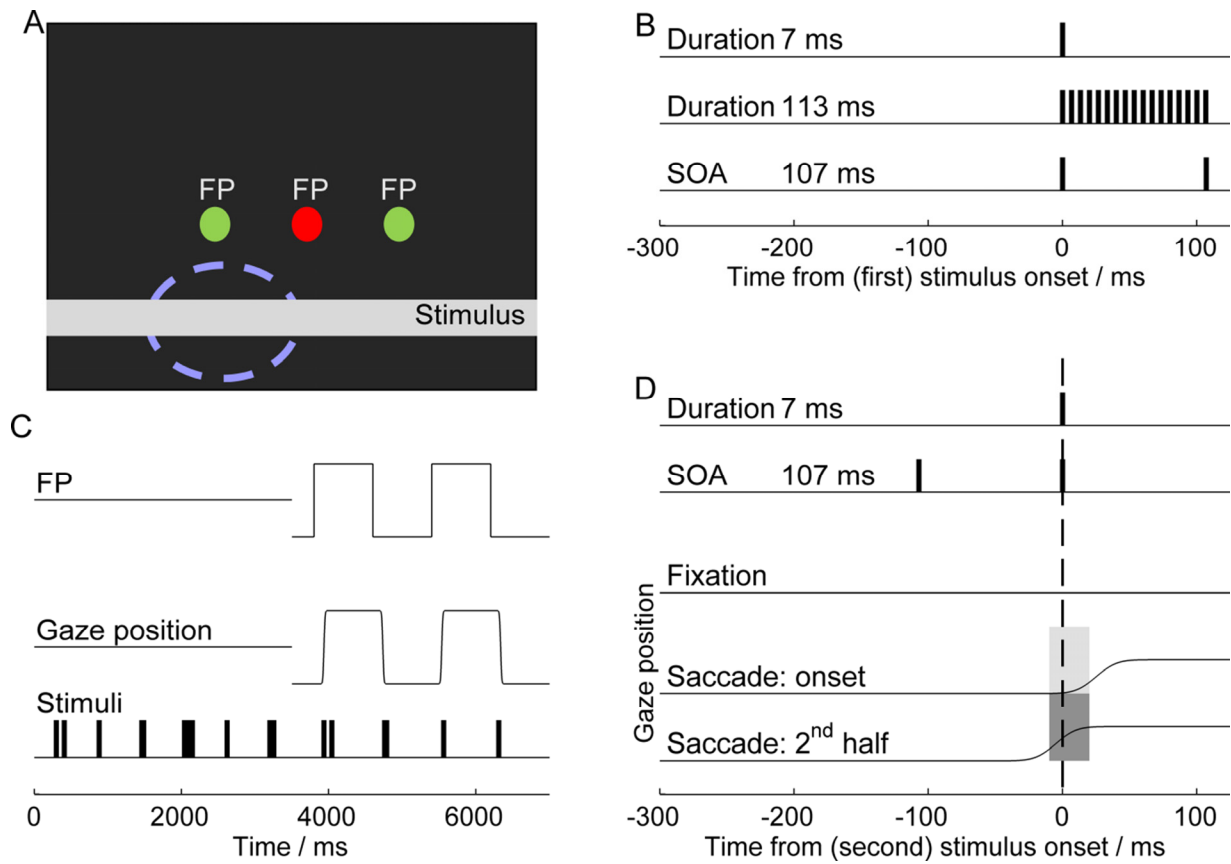 A
FP FP FP
Stimulus
B
Duration 7 ms
Duration 113 ms
SOA 107 ms
-300 -200 -100 0 100
Time from (first) stimulus onset / ms
C
FP
Gaze position
Stimuli
0 2000 4000 6000
Time / ms
D
Duration 7 ms
SOA 107 ms
Gaze position
Fixation
Saccade: onset
Saccade: 2nd half
-300 -200 -100 0 100
Time from (second) stimulus onset / ms